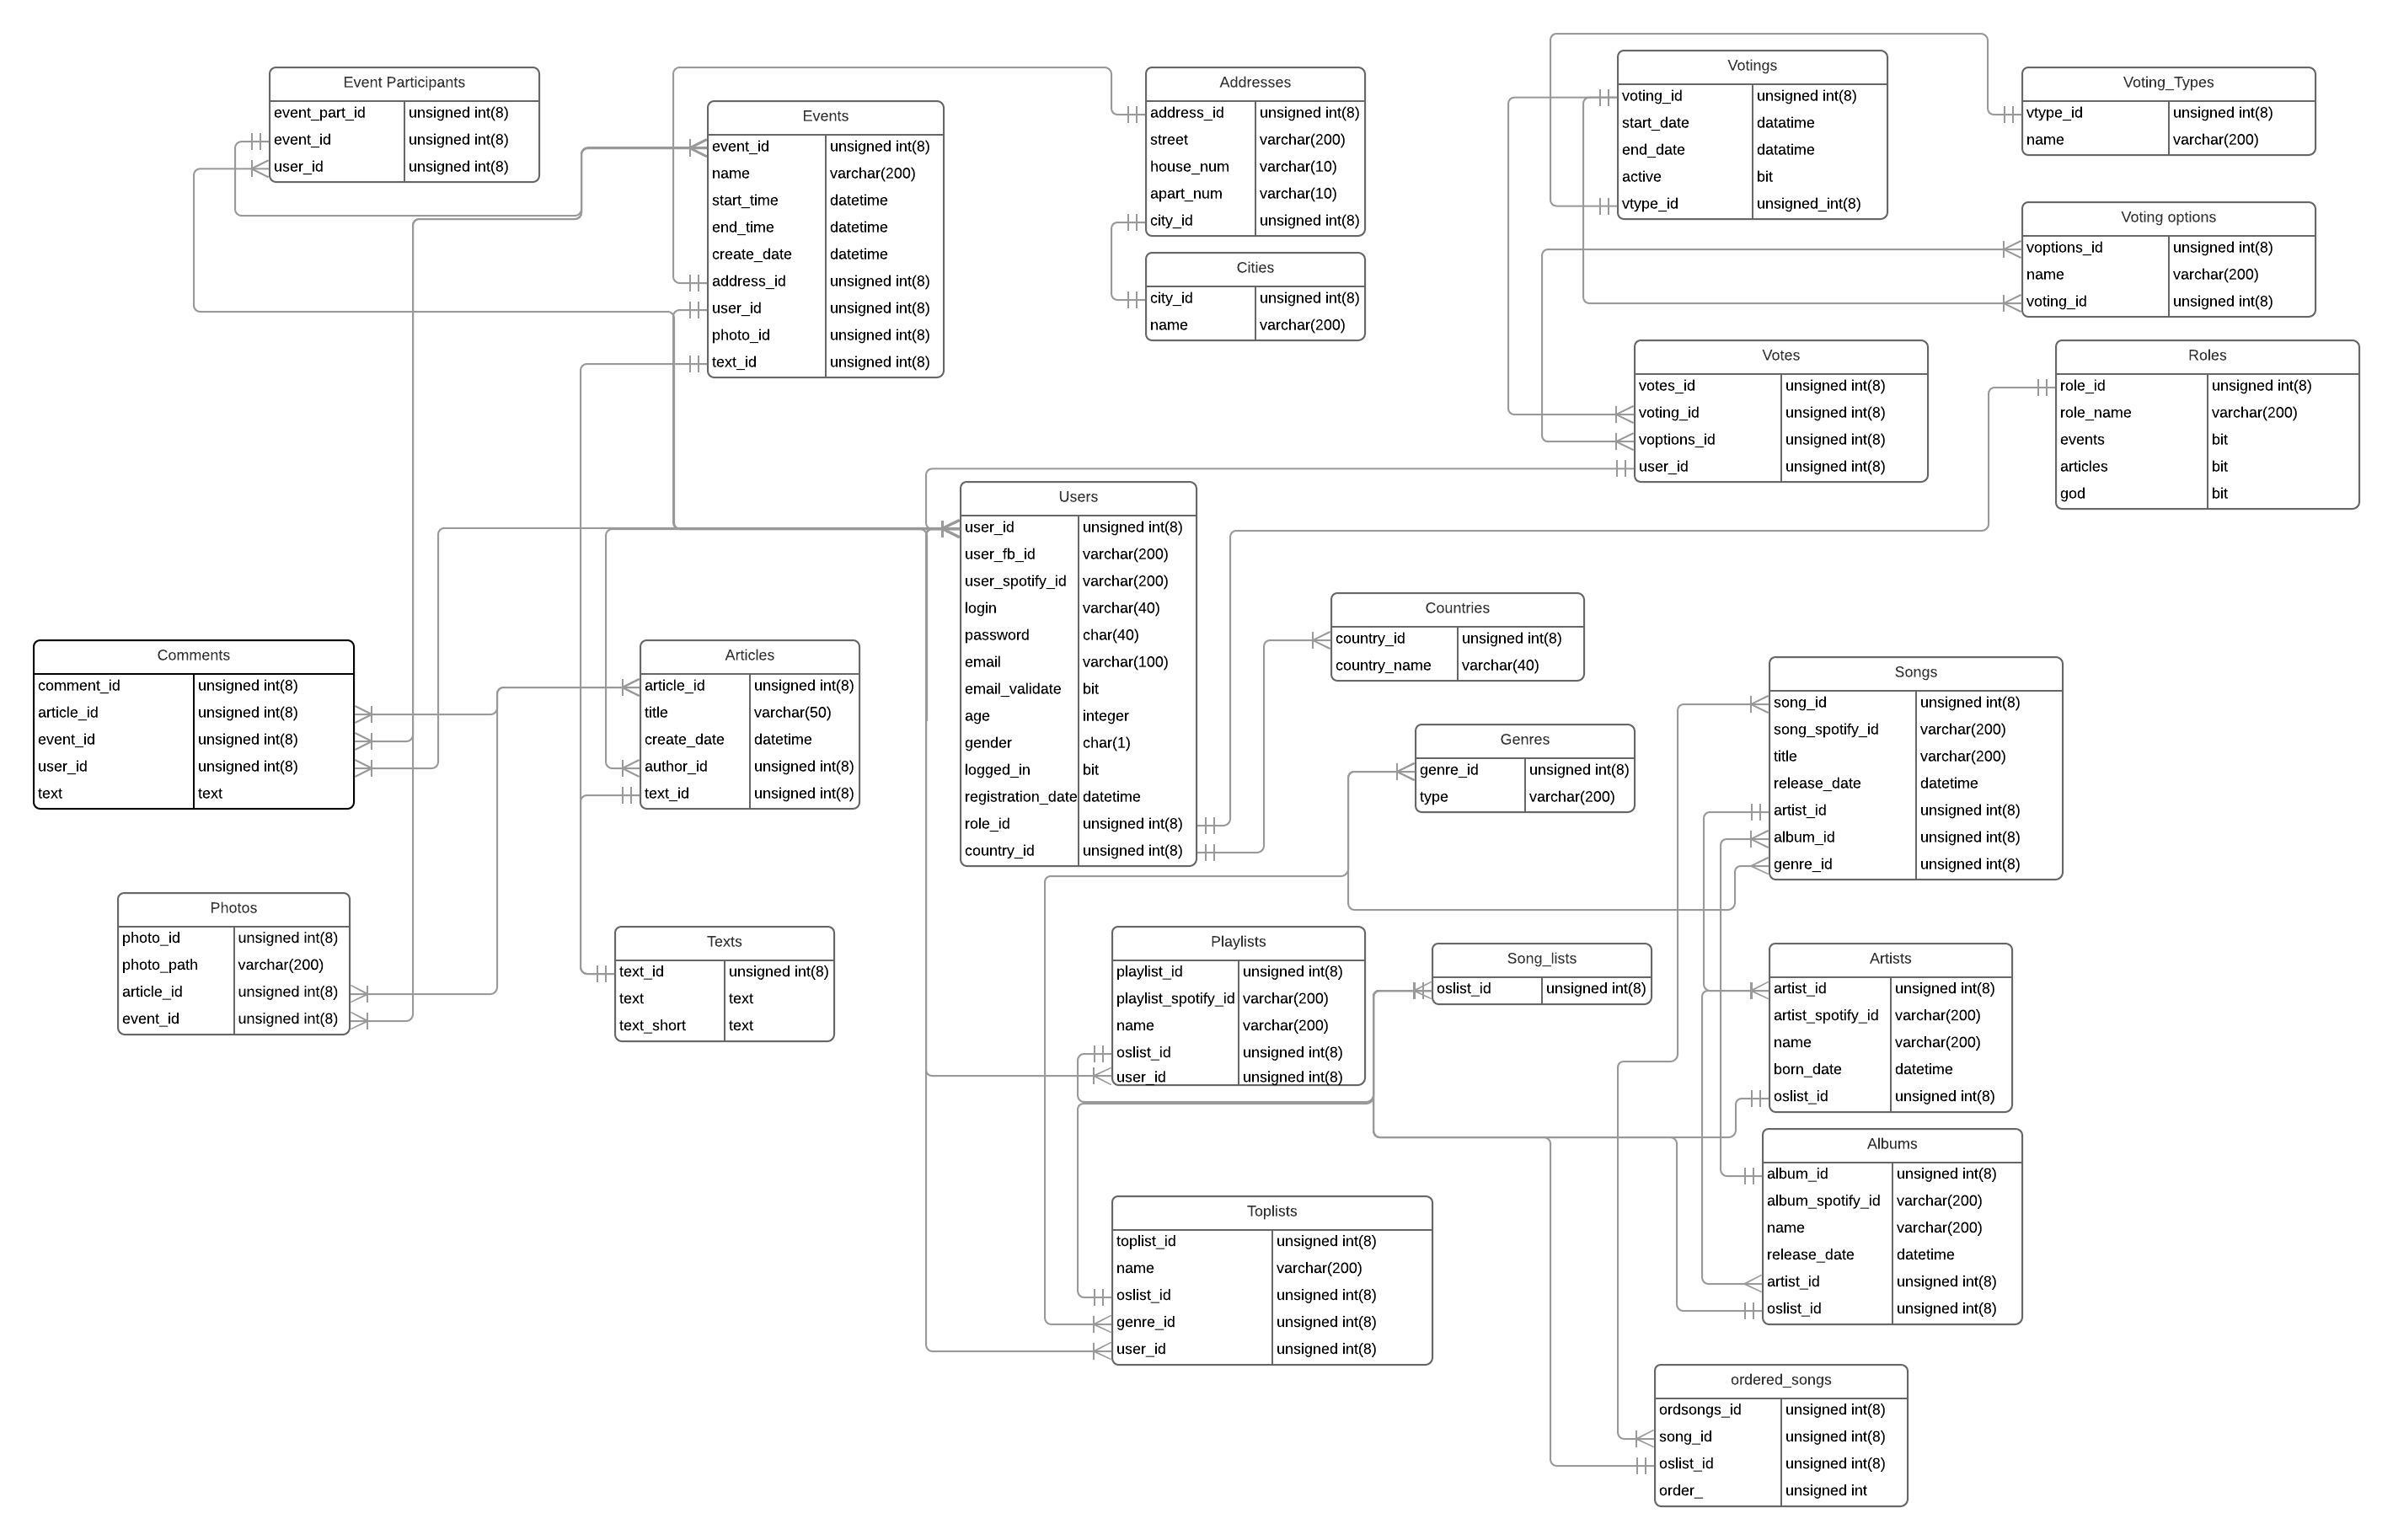 Event Participants
event_part_id unsigned int(8)
event_id unsigned int(8)
user_id unsigned int(8)
Events
event_id unsigned int(8)
name varchar(200)
start_time datetime
end_time datetime
create_date datetime
address_id unsigned int(8)
user_id unsigned int(8)
photo_id unsigned int(8)
text_id unsigned int(8)
Addresses
address_id unsigned int(8)
street varchar(200)
house_num varchar(10)
apart_num varchar(10)
city_id unsigned int(8)
Cities
city_id unsigned int(8)
name varchar(200)
Votings
voting_id unsigned int(8)
start_date datatime
end_date datatime
active bit
vtype_id unsigned_int(8)
Voting_Types
vtype_id unsigned int(8)
name varchar(200)
Voting options
voptions_id unsigned int(8)
name varchar(200)
voting_id unsigned int(8)
Votes
votes_id unsigned int(8)
voting_id unsigned int(8)
voptions_id unsigned int(8)
user_id unsigned int(8)
Roles
role_id unsigned int(8)
role_name varchar(200)
events bit
articles bit
god bit
Users
user_id unsigned int(8)
user_fb_id varchar(200)
user_spotify_id varchar(200)
login varchar(40)
password char(40)
email varchar(100)
email_validate bit
age integer
gender char(1)
logged_in bit
registration_date datetime
role_id unsigned int(8)
country_id unsigned int(8)
Countries
country_id unsigned int(8)
country_name varchar(40)
Comments
comment_id unsigned int(8)
article_id unsigned int(8)
event_id unsigned int(8)
user_id unsigned int(8)
text text
Articles
article_id unsigned int(8)
title varchar(50)
create_date datetime
author_id unsigned int(8)
text_id unsigned int(8)
Genres
genre_id unsigned int(8)
type varchar(200)
Songs
song_id unsigned int(8)
song_spotify_id varchar(200)
title varchar(200)
release_date datetime
artist_id unsigned int(8)
album_id unsigned int(8)
genre_id unsigned int(8)
Photos
photo_id unsigned int(8)
photo_path varchar(200)
article_id unsigned int(8)
event_id unsigned int(8)
Texts
text_id unsigned int(8)
text text
text_short text
Playlists
playlist_id unsigned int(8)
playlist_spotify_id varchar(200)
name varchar(200)
oslist_id unsigned int(8)
user_id unsigned int(8)
Song_lists
oslist_id unsigned int(8)
Artists
artist_id unsigned int(8)
artist_spotify_id varchar(200)
name varchar(200)
born_date datetime
oslist_id unsigned int(8)
Albums
album_id unsigned int(8)
album_spotify_id varchar(200)
name varchar(200)
release_date datetime
artist_id unsigned int(8)
oslist_id unsigned int(8)
Toplists
toplist_id unsigned int(8)
name varchar(200)
oslist_id unsigned int(8)
genre_id unsigned int(8)
user_id unsigned int(8)
ordered_songs
ordsongs_id unsigned int(8)
song_id unsigned int(8)
oslist_id unsigned int(8)
order_ unsigned int